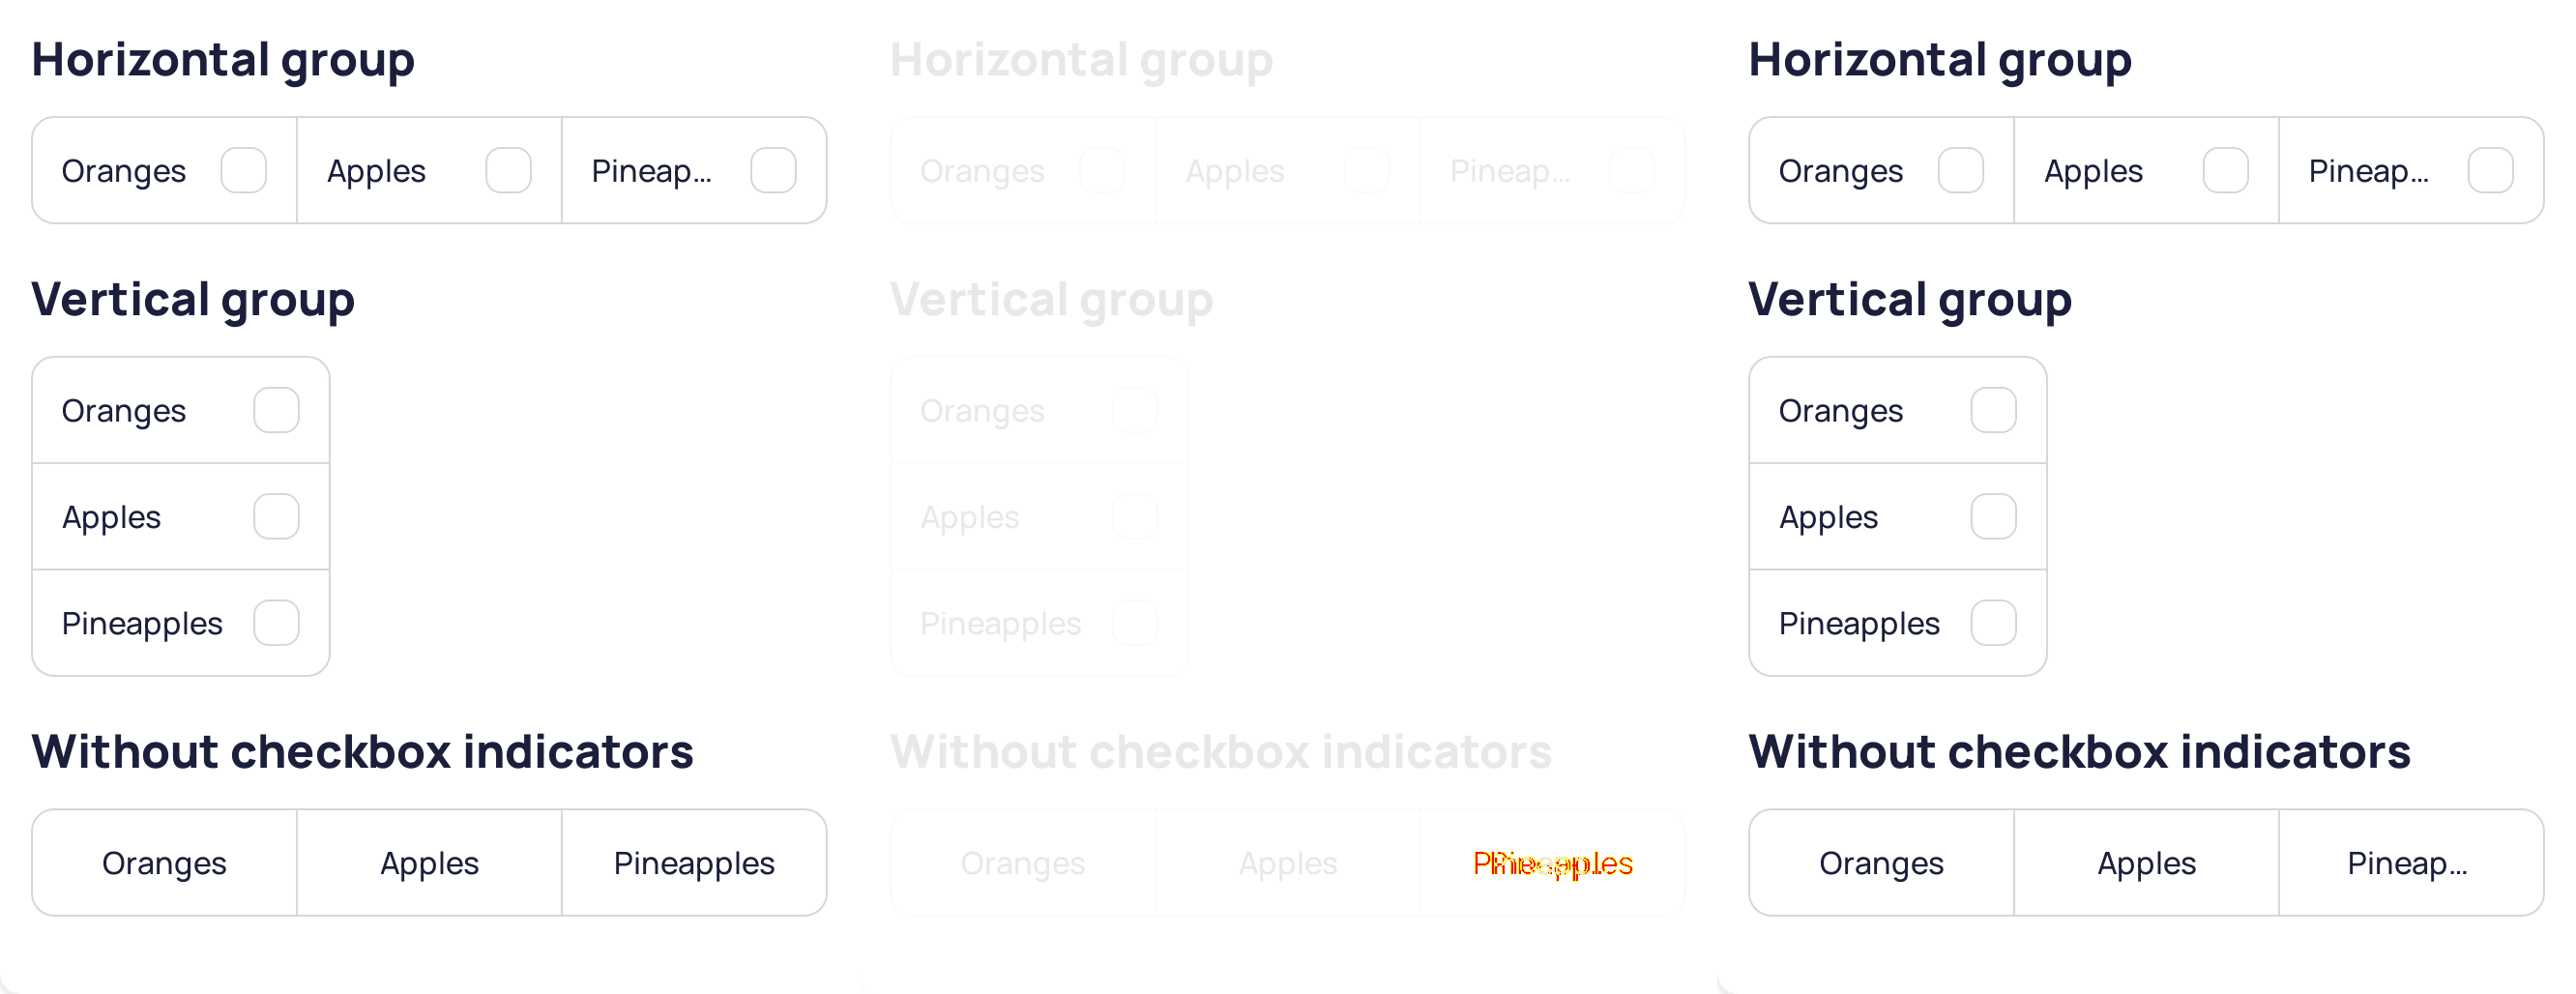 Horizontal group
Oranges Apples Pineap...
Vertical group
Oranges
Apples
Pineapples
Without checkbox indicators
Oranges Apples Pineapples
Horizontal group
Oranges Apples Pineap...
Vertical group
Oranges
Apples
Pineapples
Without checkbox indicators
Oranges Apples
Horizontal group
Oranges Apples Pineap...
Vertical group
Oranges
Apples
Pineapples
Without checkbox indicators
Oranges Apples Pineap...